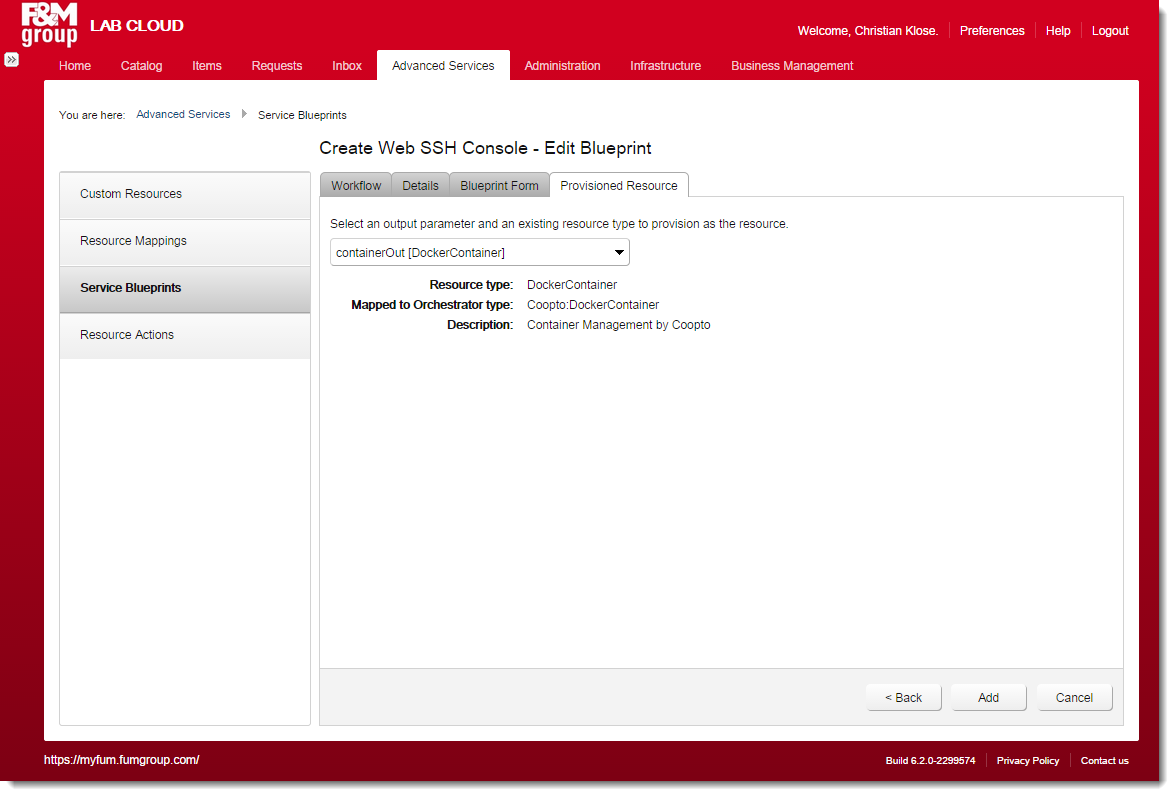 F&M group LAB CLOUD
Welcome, Christian Klose. Preferences Help Logout
Home Catalog Items Requests Inbox Advanced Services Administration Infrastructure Business Management
You are here: Advanced Services Service Blueprints
Create Web SSH Console - Edit Blueprint
Custom Resources
Resource Mappings
Service Blueprints
Resource Actions
Workflow Details Blueprint Form Provisioned Resource
Select an output parameter and an existing resource type to provision as the resource.
containerOut [DockerContainer]
Resource type: DockerContainer
Mapped to Orchestrator type: Coopto:DockerContainer
Description: Container Management by Coopto
< Back Add Cancel
https://myfum.fumgroup.com/ Build 6.2.0-2299574 Privacy Policy Contact us